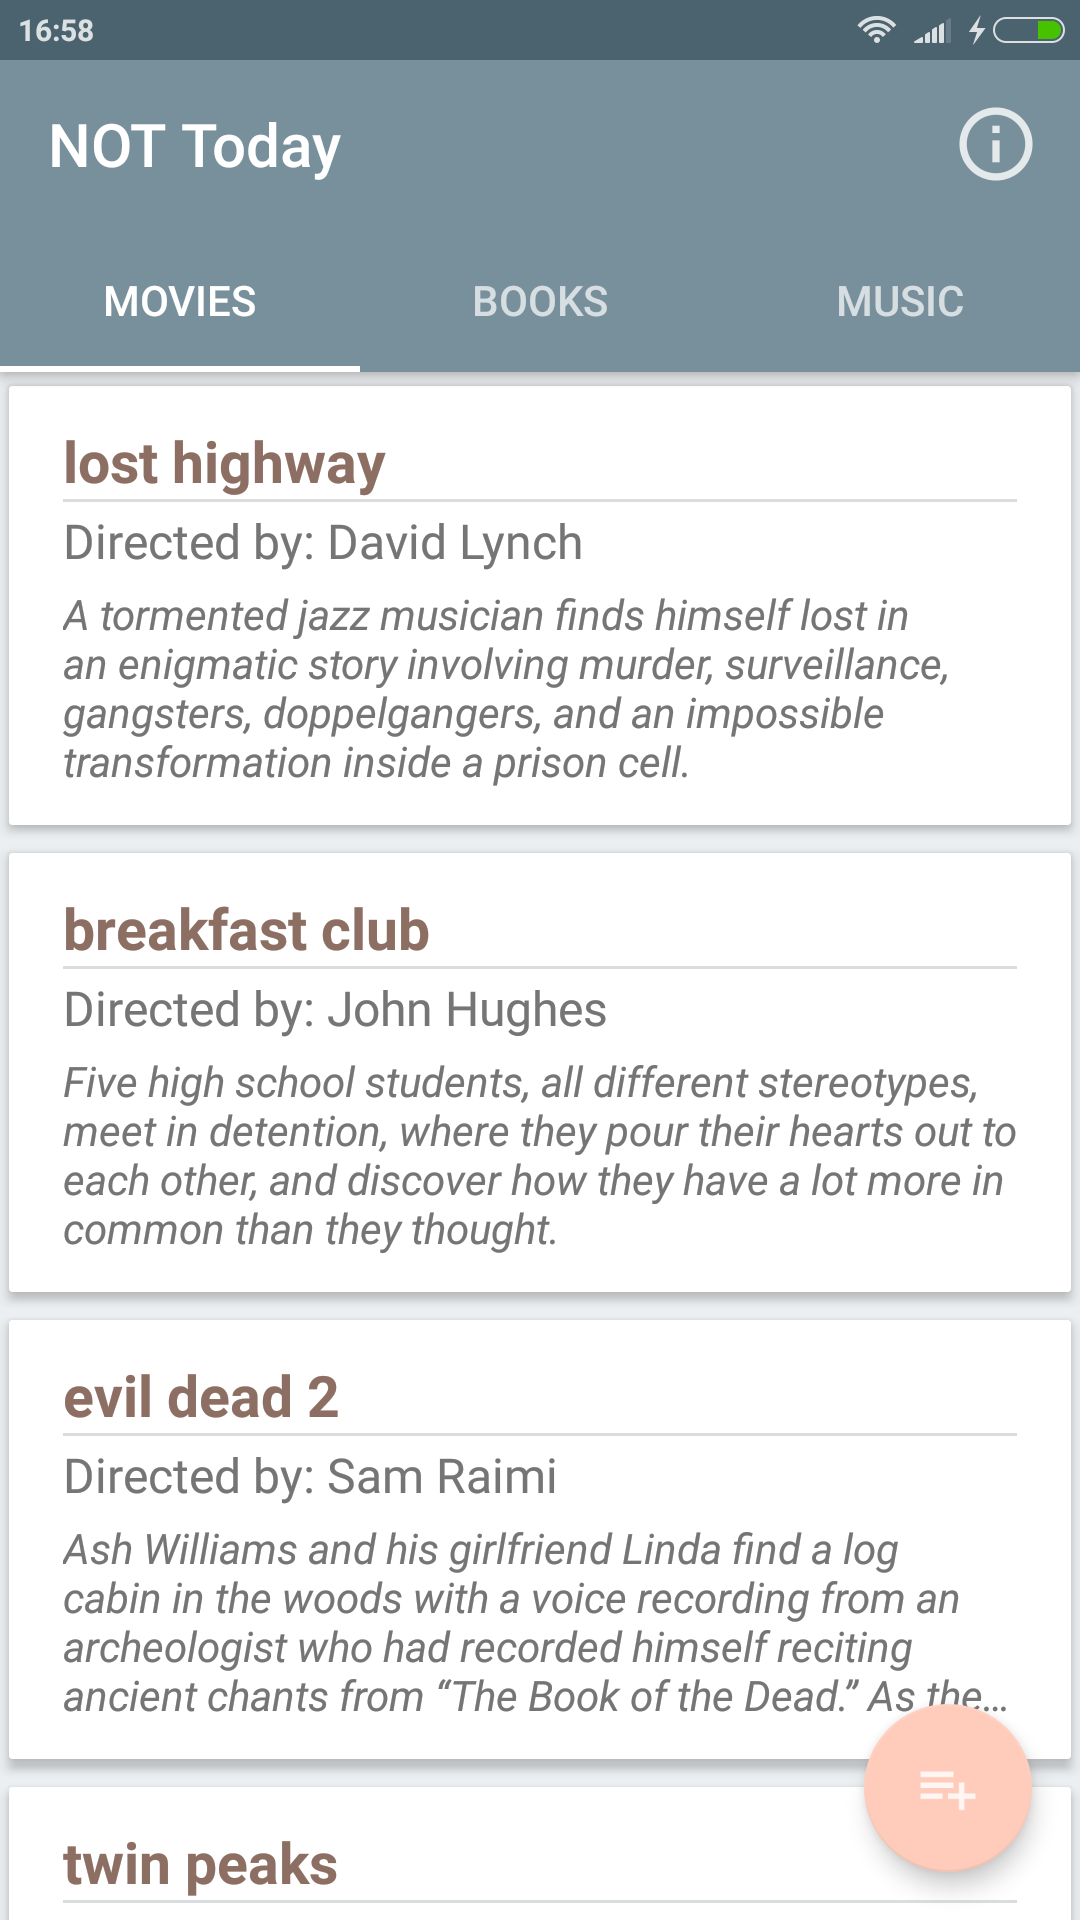 16:58
NOT Today
MOVIES
BOOKS
MUSIC
lost highway
Directed by: David Lynch
A tormented jazz musician finds himself lost in
an enigmatic story involving murder, surveillance,
gangsters, doppelgangers, and an impossible
transformation inside a prison cell.
breakfast club
Directed by: John Hughes
Five high school students, all different stereotypes,
meet in detention, where they pour their hearts out to
each other, and discover how they have a lot more in
common than they thought.
evil dead 2
Directed by: Sam Raimi
Ash Williams and his girlfriend Linda find a log
cabin in the woods with a voice recording from an
archeologist who had recorded himself reciting
ancient chants from “The Book of the Dead.” As the...
twin peaks